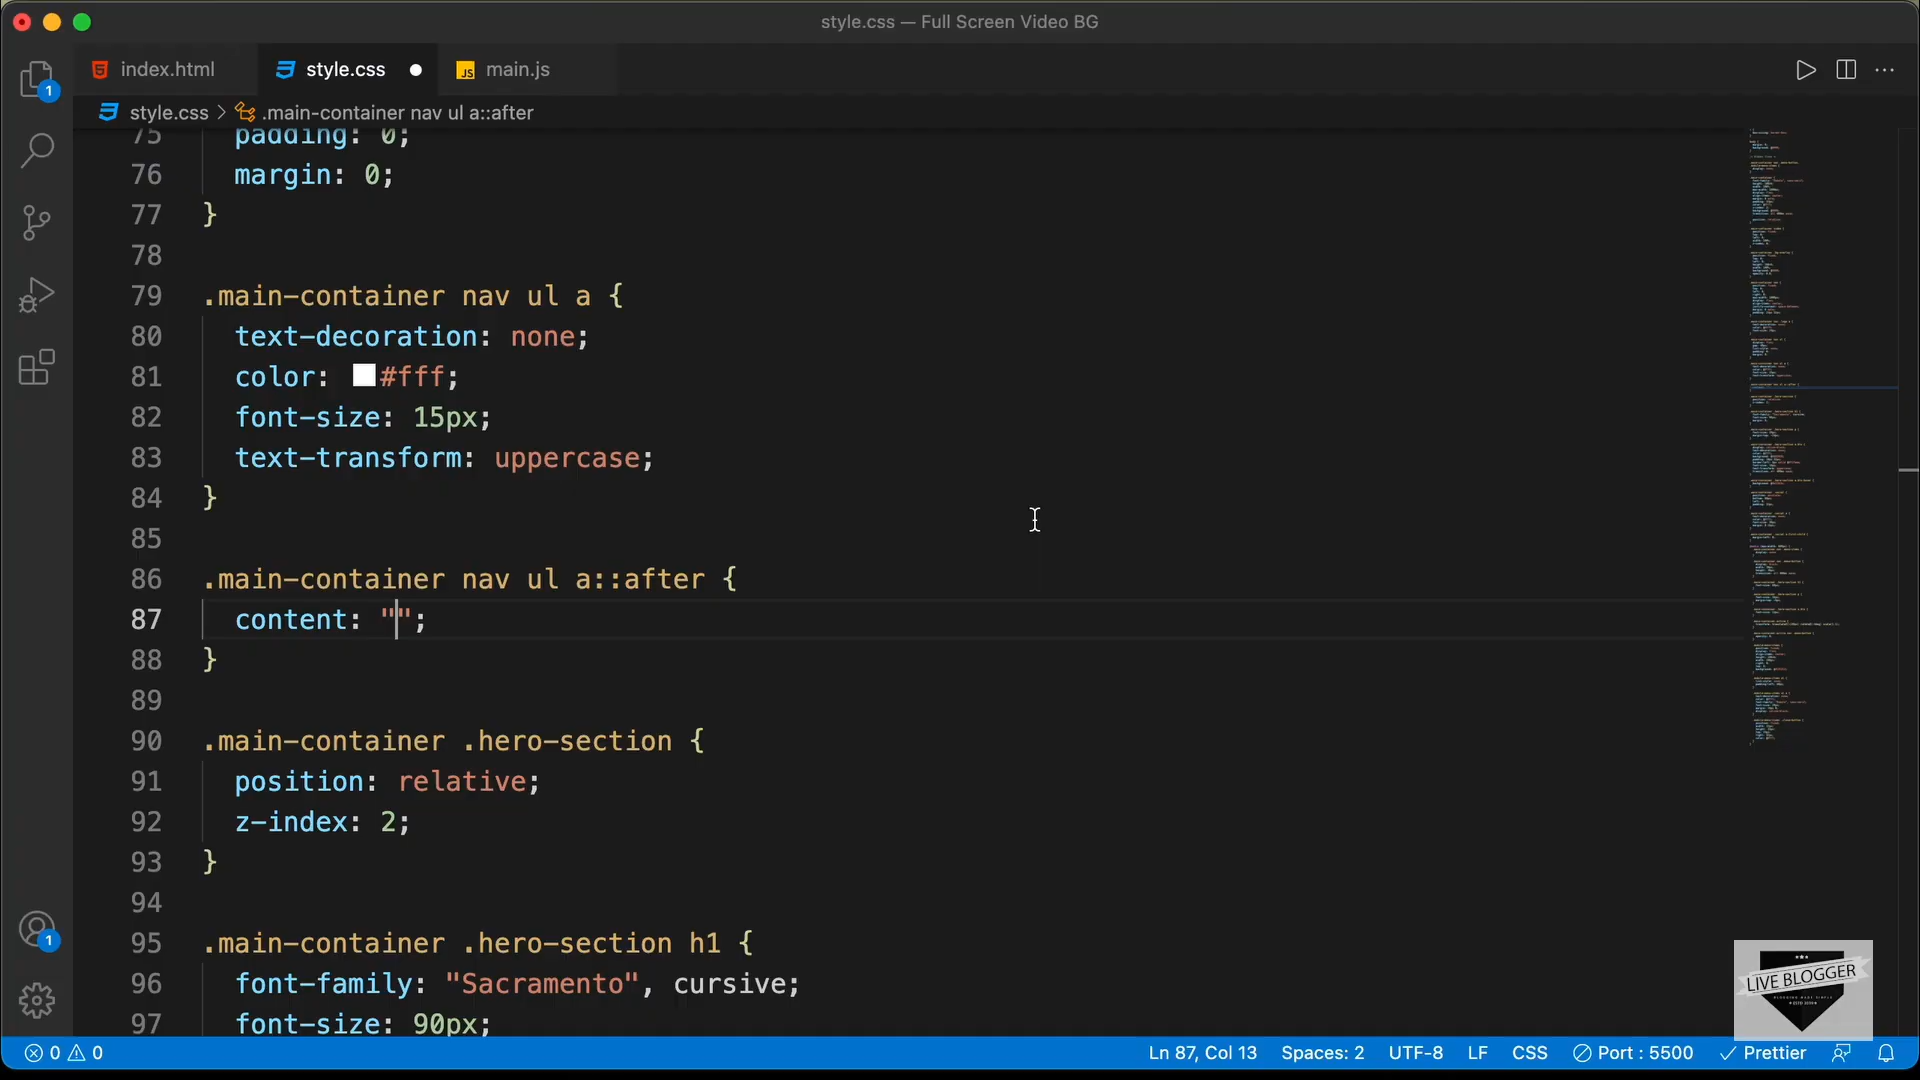 style.css — Full Screen Video BG
index.html
style.css
main.js
1
style.css > .main-container nav ul a::after
75 padding: 0;
76 margin: 0;
77 }
78
79 .main-container nav ul a {
80 text-decoration: none;
81 color: #fff;
82 font-size: 15px;
83 text-transform: uppercase;
84 }
85
86 .main-container nav ul a::after {
87 content: "";
88 }
89
90 .main-container .hero-section {
91 position: relative;
92 z-index: 2;
93 }
94
95 .main-container .hero-section h1 {
96 font-family: "Sacramento", cursive;
97 font-size: 90px;
1
LIVE BLOGGER
0 0 Ln 87, Col 13 Spaces: 2 UTF-8 LF CSS Port : 5500 Prettier